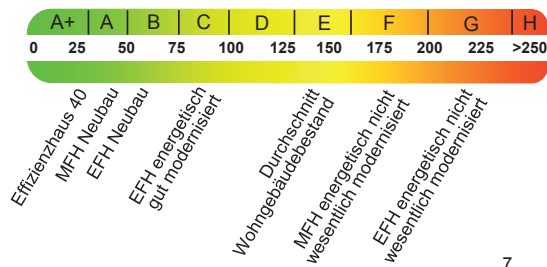 A+ A B C D E F G H
0 25 50 75 100 125 150 175 200 225 >250
Effizienzhaus 40
MFH Neubau
EFH Neubau
EFH energetisch
gut modernisiert
Durchschnitt
Wohngebäudebestand
MFH energetisch nicht
wesentlich modernisiert
EFH energetisch nicht
wesentlich modernisiert
7